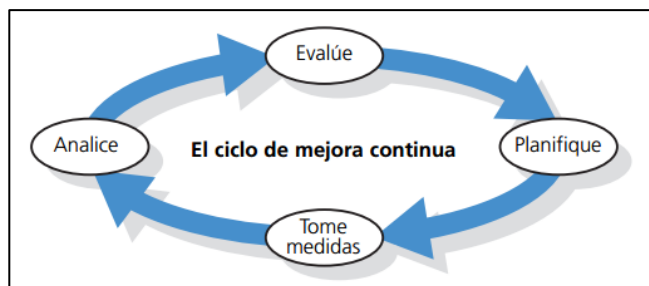 Evalúe
Analice
El ciclo de mejora continua
Planifique
Tome
medidas